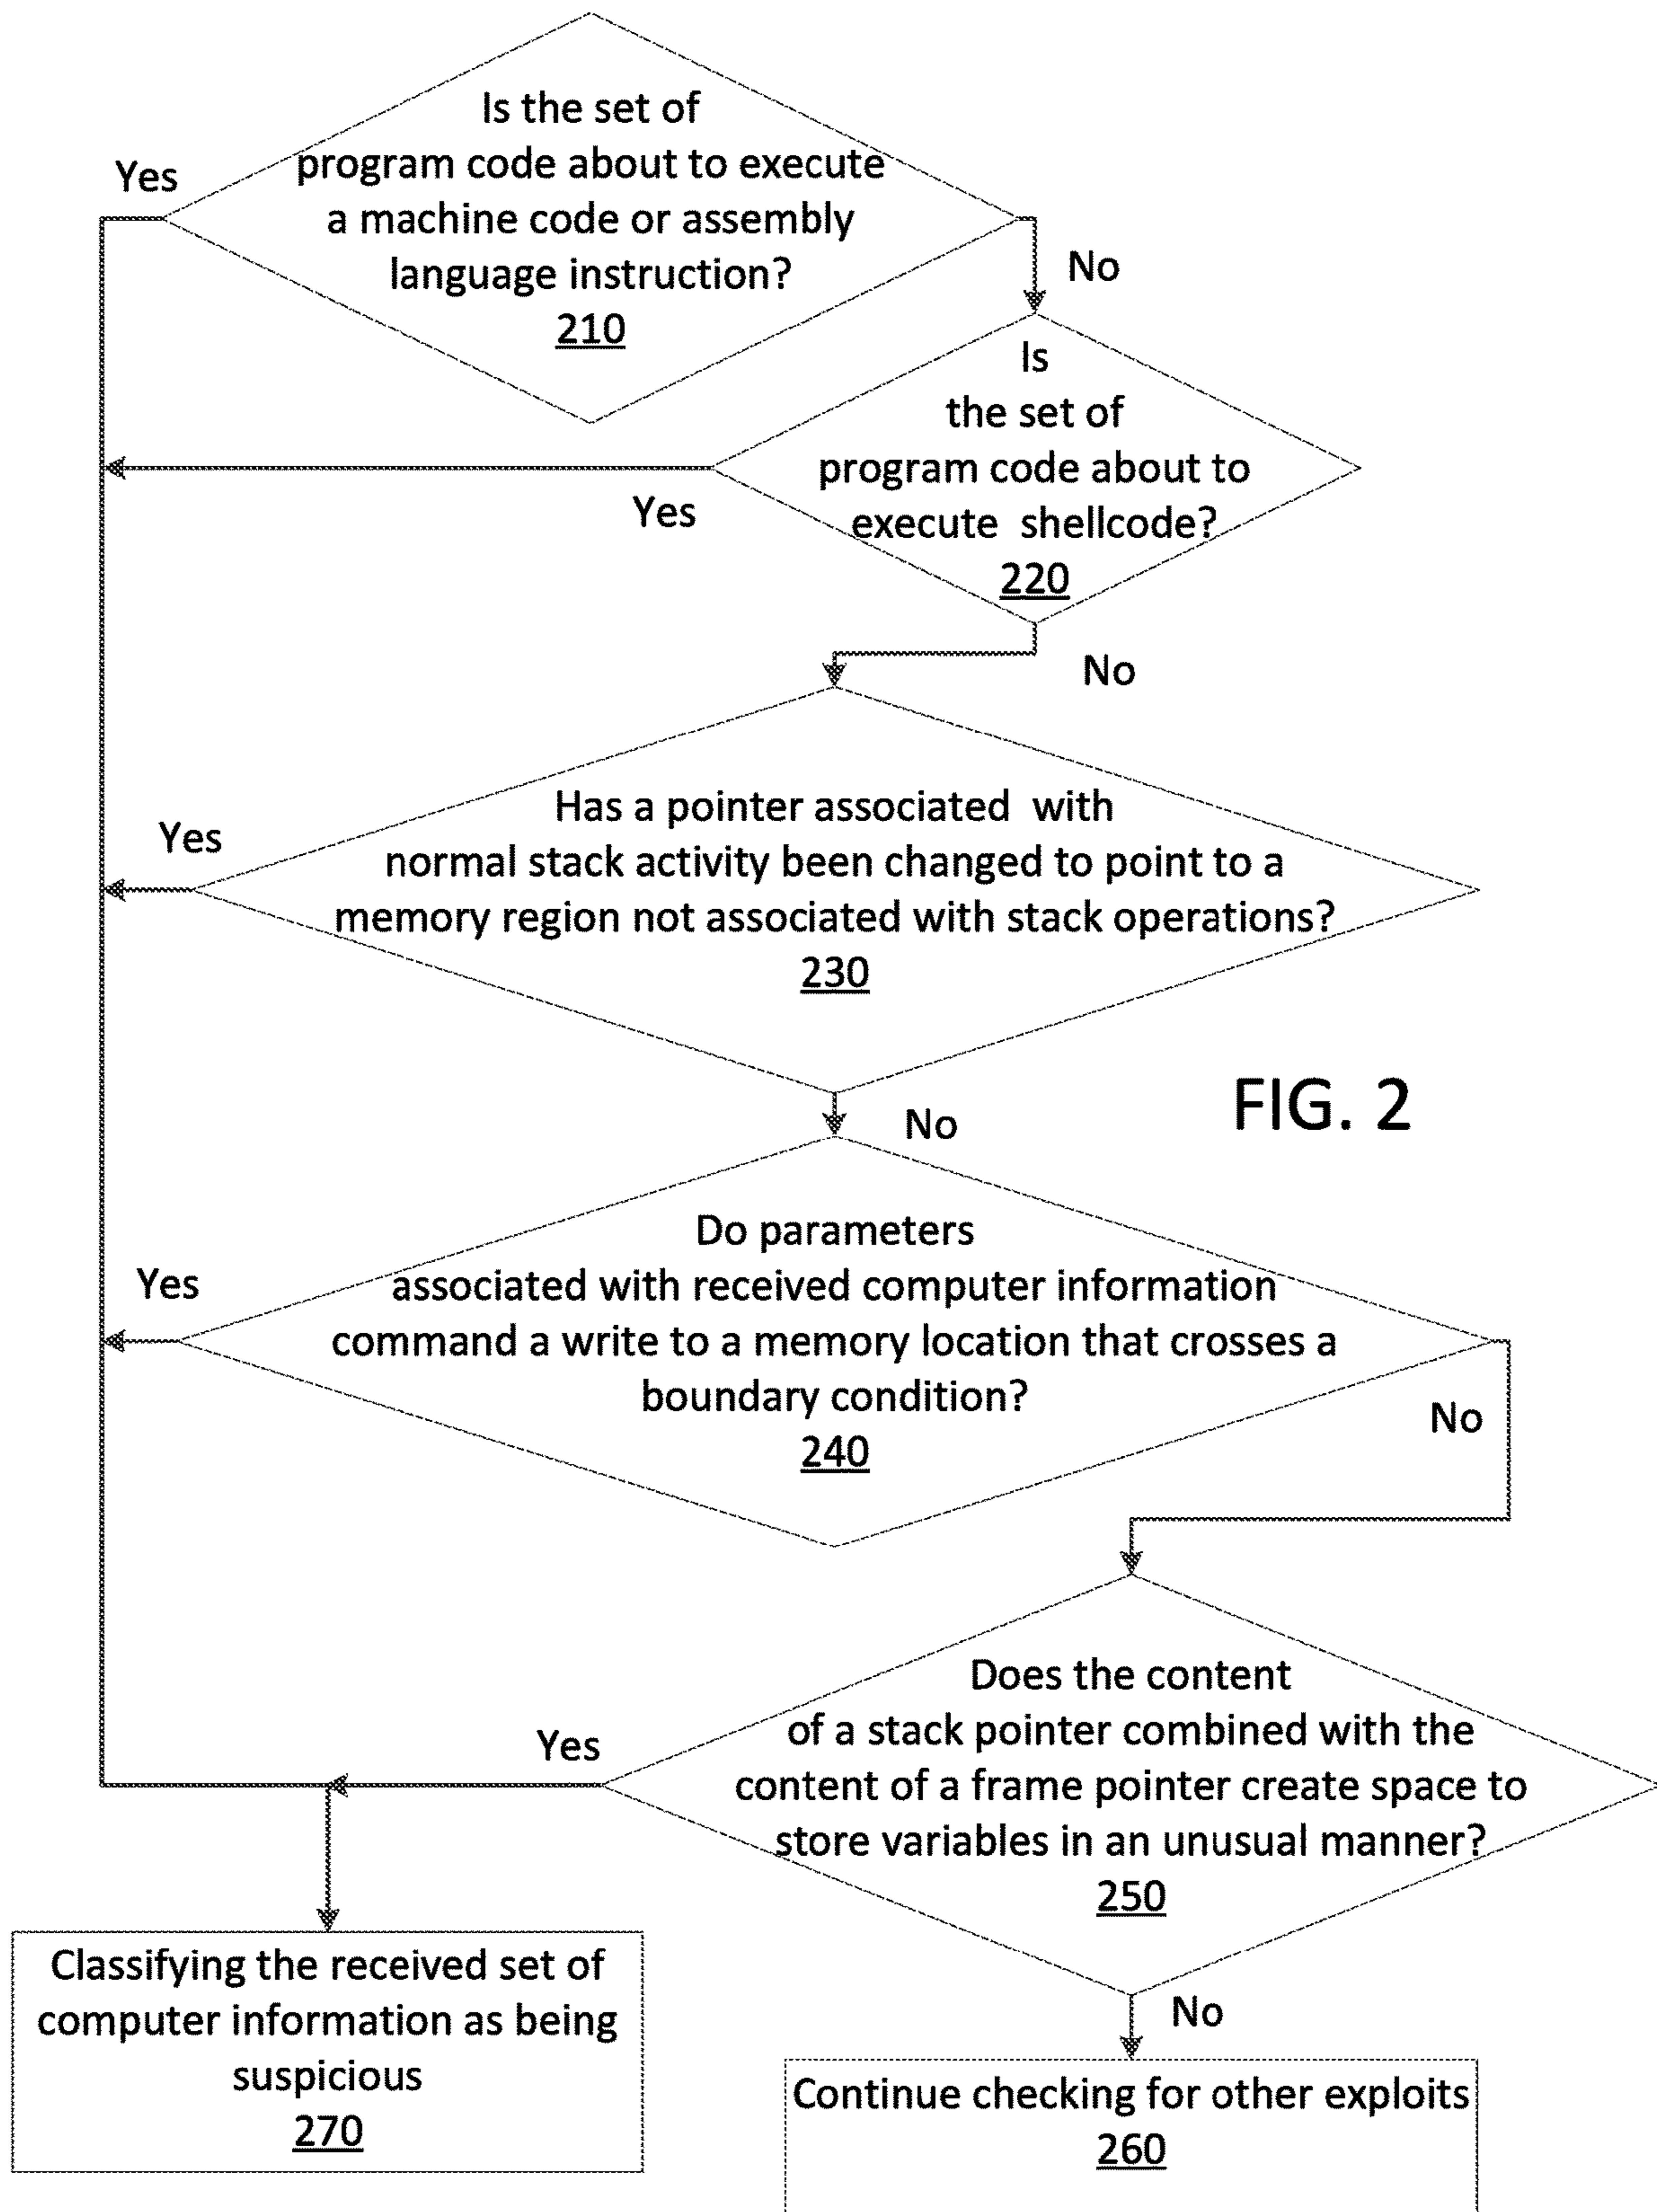 Is the set of
program code about to execute
a machine code or assembly
language instruction?
210
Yes
No
Is
the set of
program code about to
execute shellcode?
220
Yes
No
Has a pointer associated with
normal stack activity been changed to point to a
memory region not associated with stack operations?
230
Yes
No
FIG. 2
Do parameters
associated with received computer information
command a write to a memory location that crosses a
boundary condition?
240
Yes
No
Does the content
of a stack pointer combined with the
content of a frame pointer create space to
store variables in an unusual manner?
250
Yes
No
Classifying the received set of
computer information as being
suspicious
270
Continue checking for other exploits
260